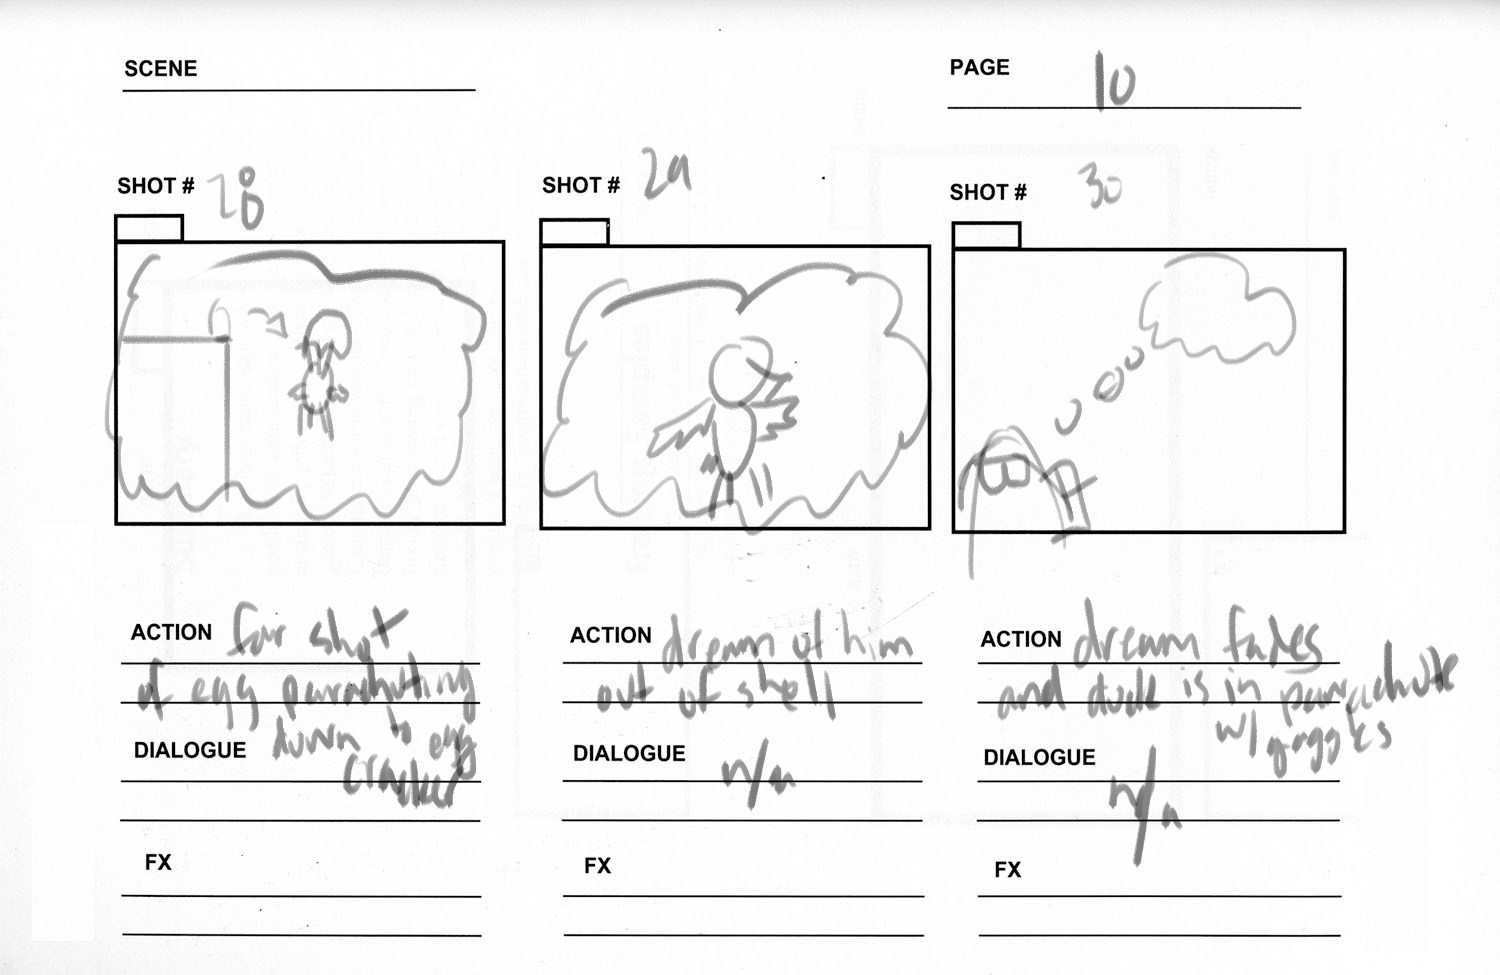 SCENE
PAGE 10
SHOT # 28
SHOT # 29
SHOT # 30
ACTION far shot
of egg parachuting
down to egg
cracker
DIALOGUE
FX
ACTION dream of him
out of shell
DIALOGUE n/a
FX
ACTION dream fades
and dude is in parachute
w/ goggles
DIALOGUE n/a
FX